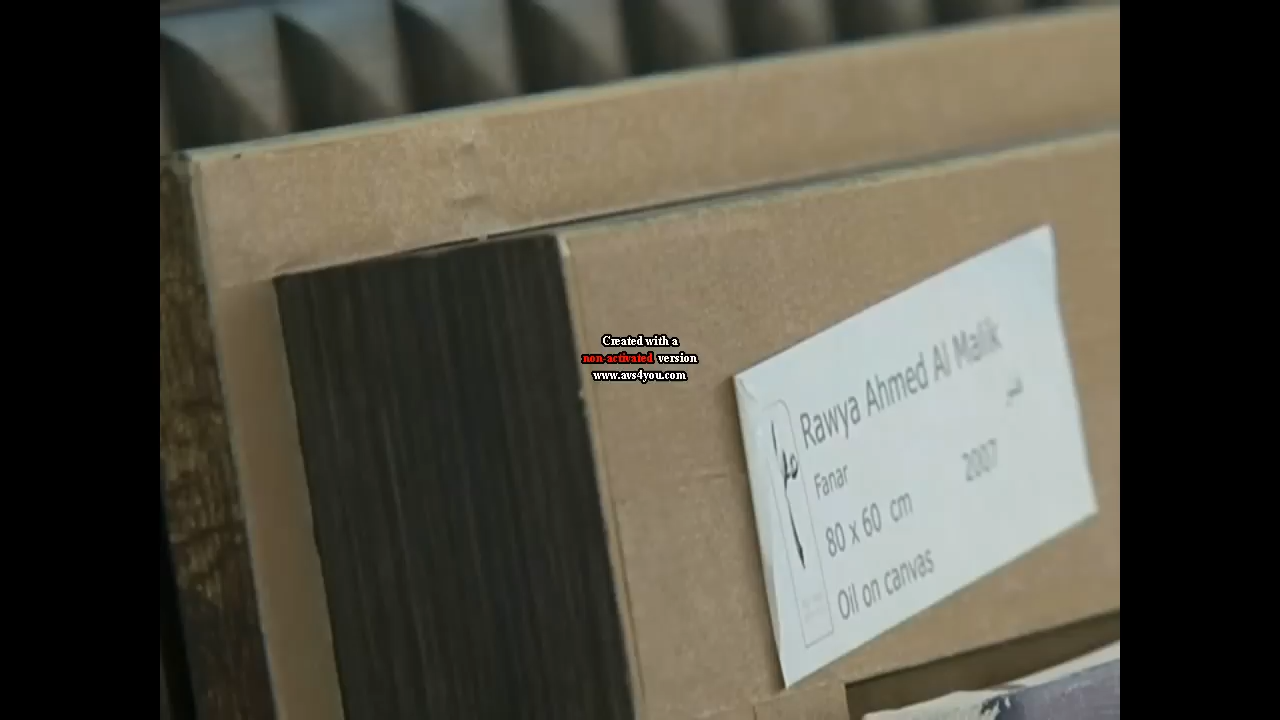 Created with a
non-activated version
www.avs4you.com
Rawya Ahmed Al Malik
Fanar
2007
80 x 60 cm
Oil on canvas